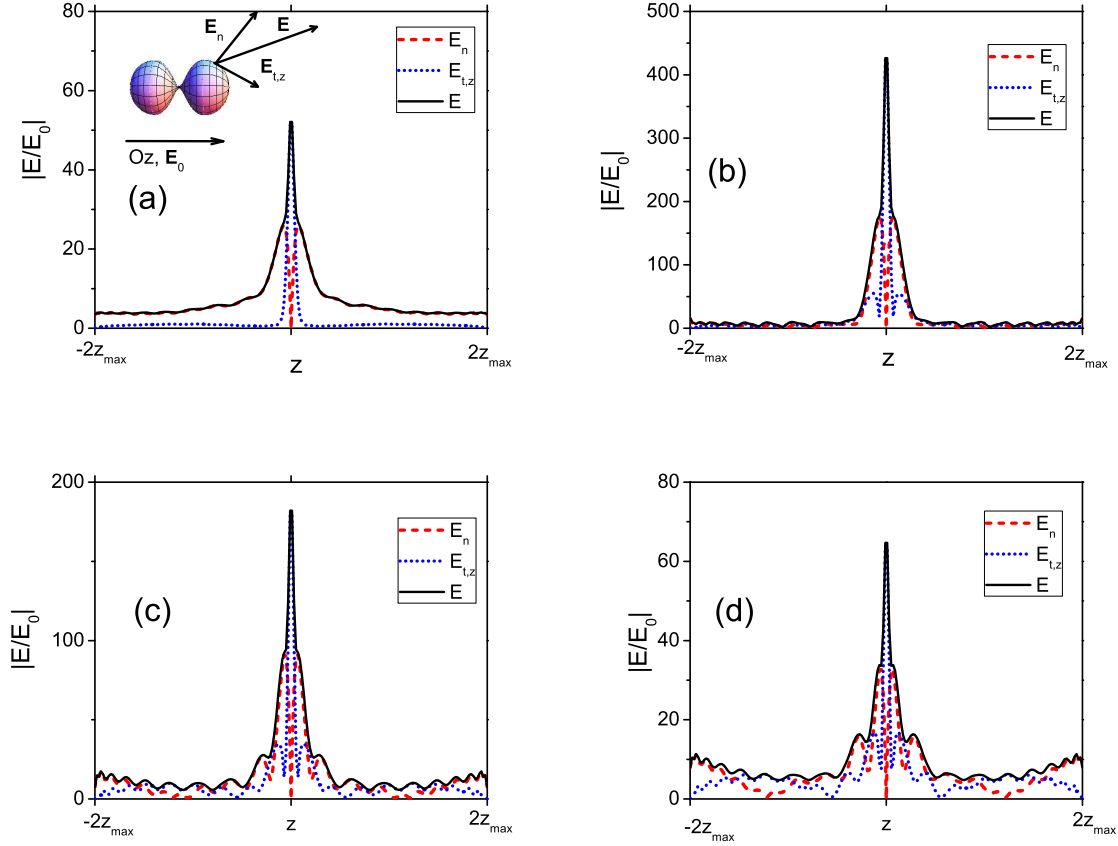 80
60
40
20
0
|E/E0|
En
E
Et,z
Oz, E0
(a)
En
Et,z
E
-2zmax
z
2zmax
500
400
300
200
100
0
|E/E0|
(b)
En
Et,z
E
-2zmax
z
2zmax
200
100
0
|E/E0|
(c)
En
Et,z
E
-2zmax
z
2zmax
80
60
40
20
0
|E/E0|
(d)
En
Et,z
E
-2zmax
z
2zmax